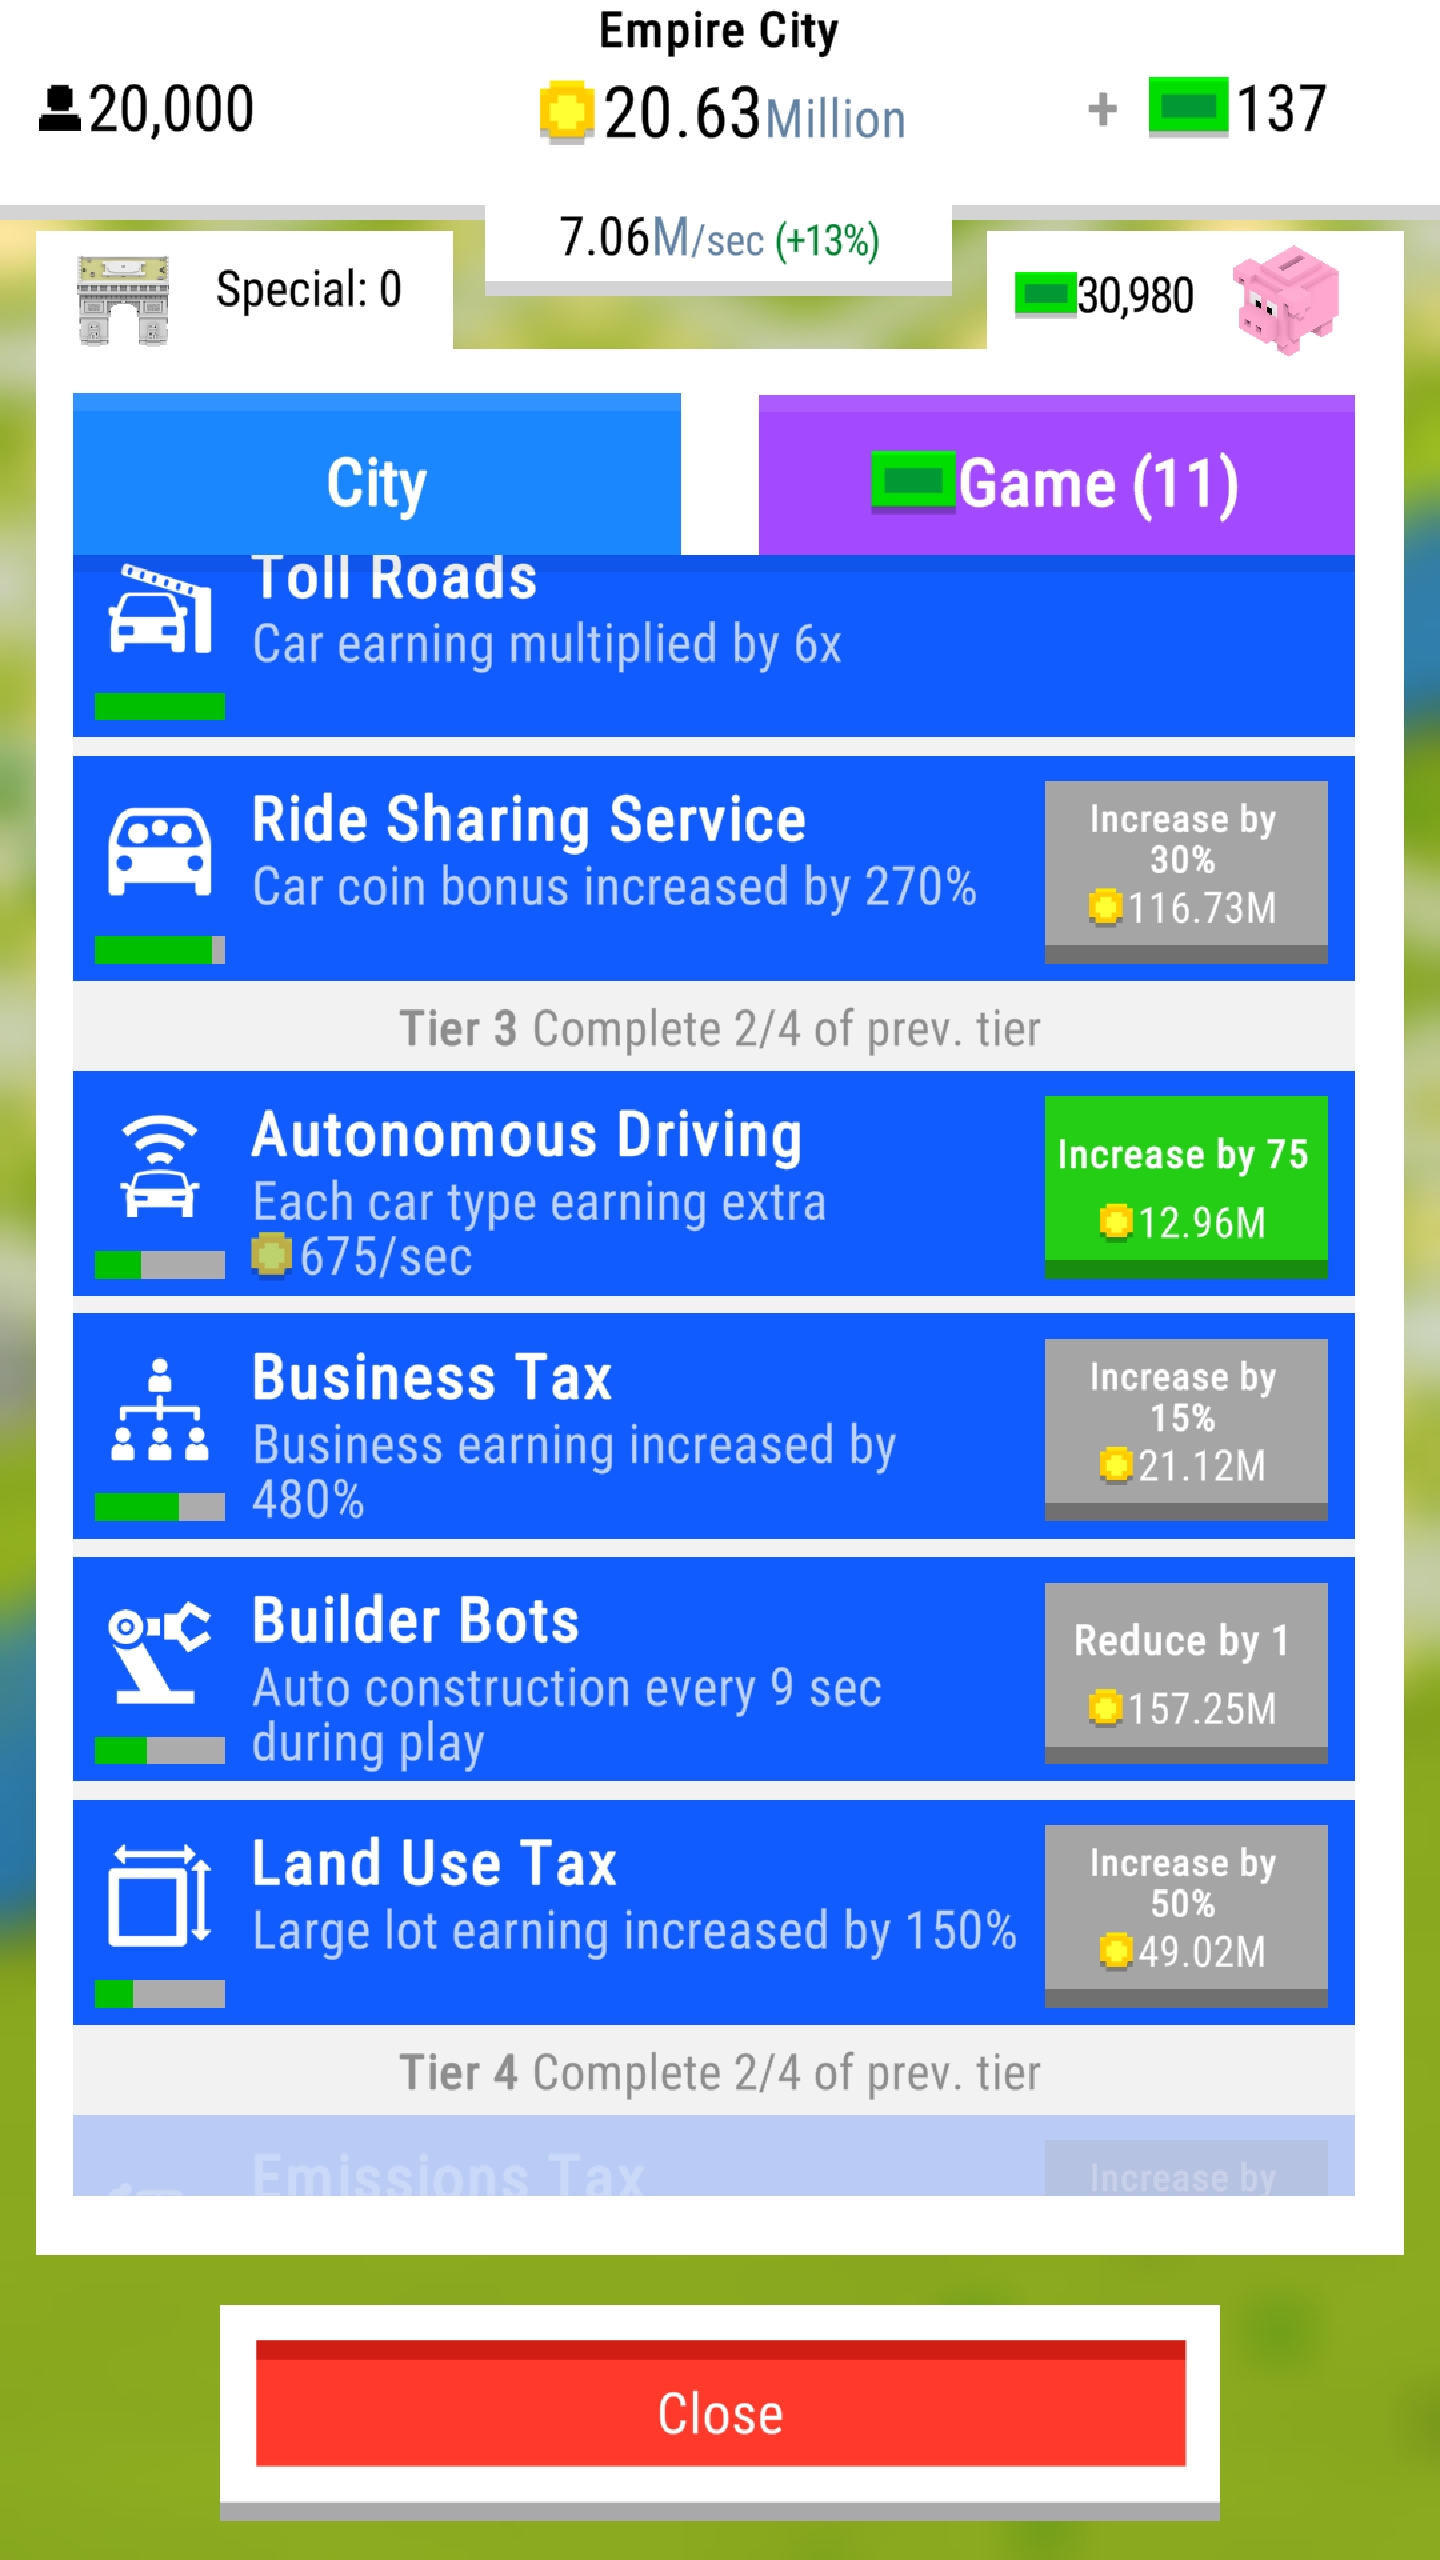 Empire City
20,000
20.63Million
+ 137
7.06M/sec (+13%)
Special: 0
30,980
City
Game (11)
Toll Roads
Car earning multiplied by 6x
Ride Sharing Service
Car coin bonus increased by 270%
Increase by
30%
116.73M
Tier 3 Complete 2/4 of prev. tier
Autonomous Driving
Each car type earning extra
675/sec
Increase by 75
12.96M
Business Tax
Business earning increased by
480%
Increase by
15%
21.12M
Builder Bots
Auto construction every 9 sec
during play
Reduce by 1
157.25M
Land Use Tax
Large lot earning increased by 150%
Increase by
50%
49.02M
Tier 4 Complete 2/4 of prev. tier
Emissions Tax
Increase by
Close